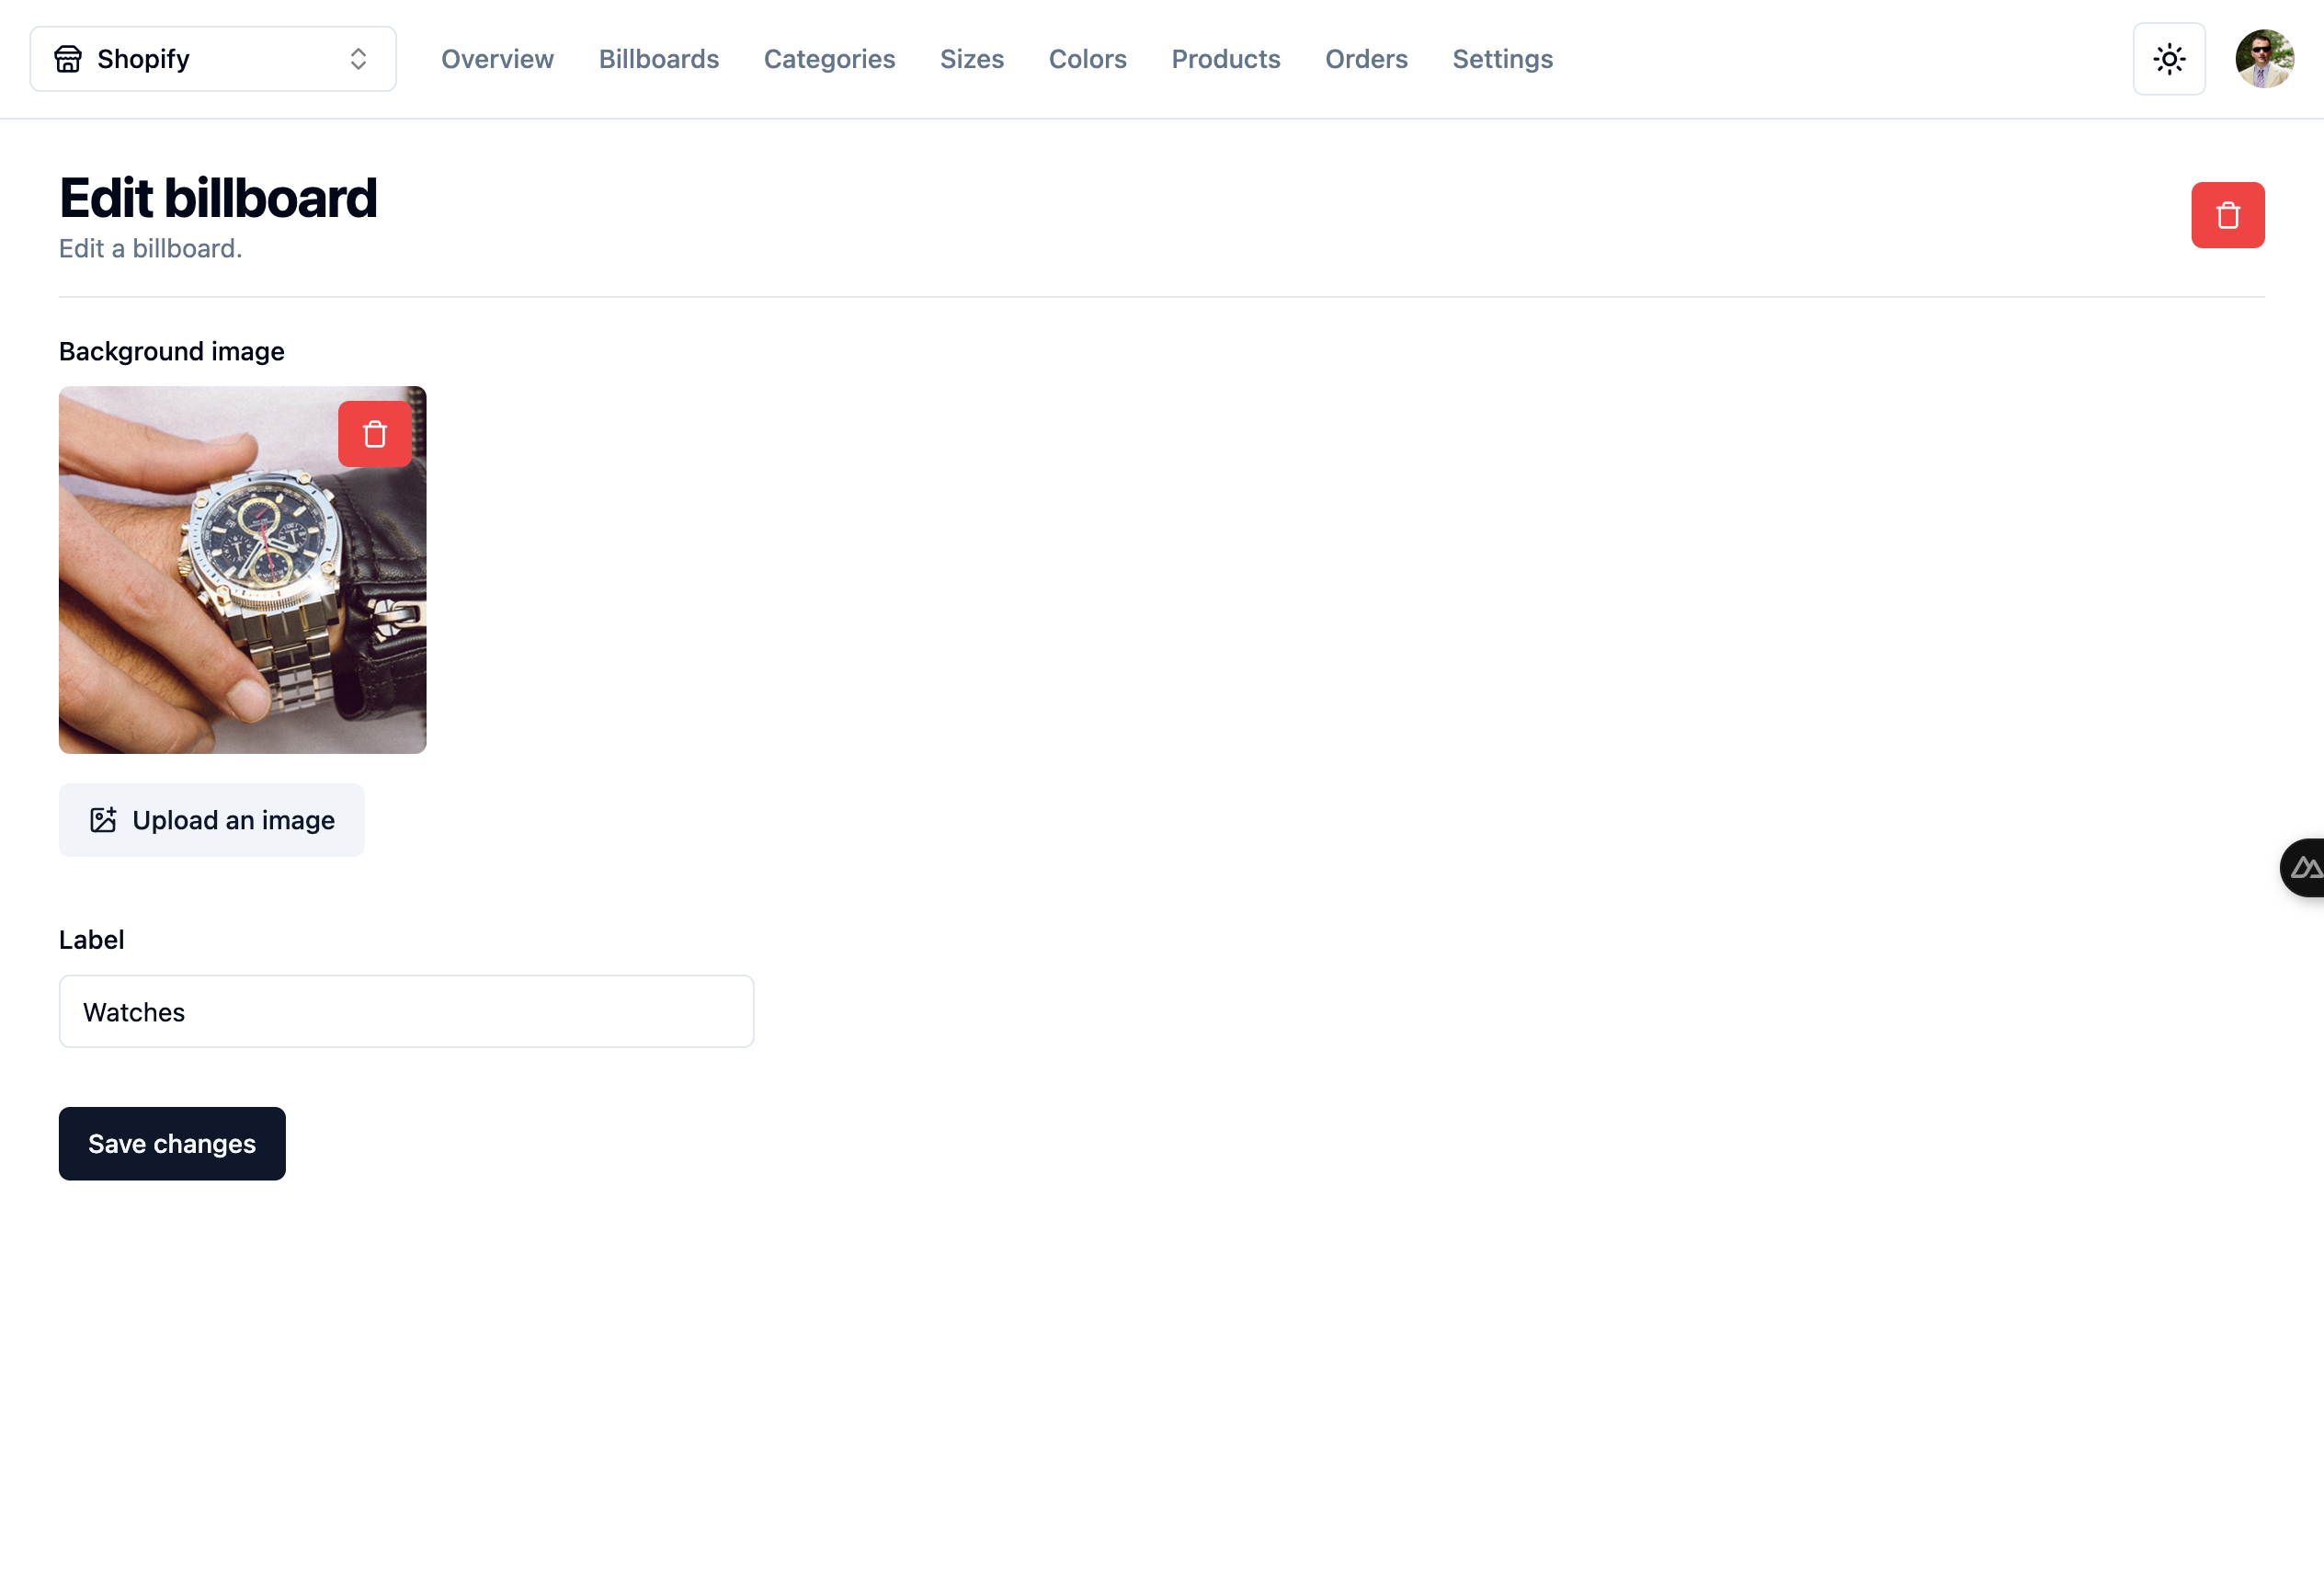 Shopify
Overview
Billboards
Categories
Sizes
Colors
Products
Orders
Settings
Edit billboard
Edit a billboard.
Background image
Upload an image
Label
Watches
Save changes